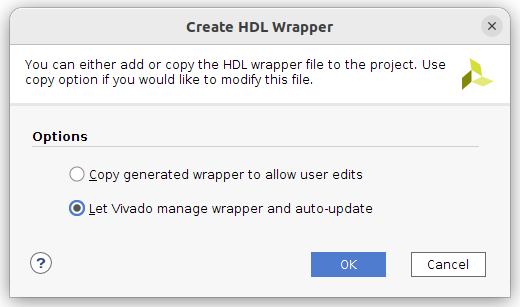 Create HDL Wrapper
You can either add or copy the HDL wrapper file to the project. Use
copy option if you would like to modify this file.
Options
Copy generated wrapper to allow user edits
Let Vivado manage wrapper and auto-update
?
OK
Cancel